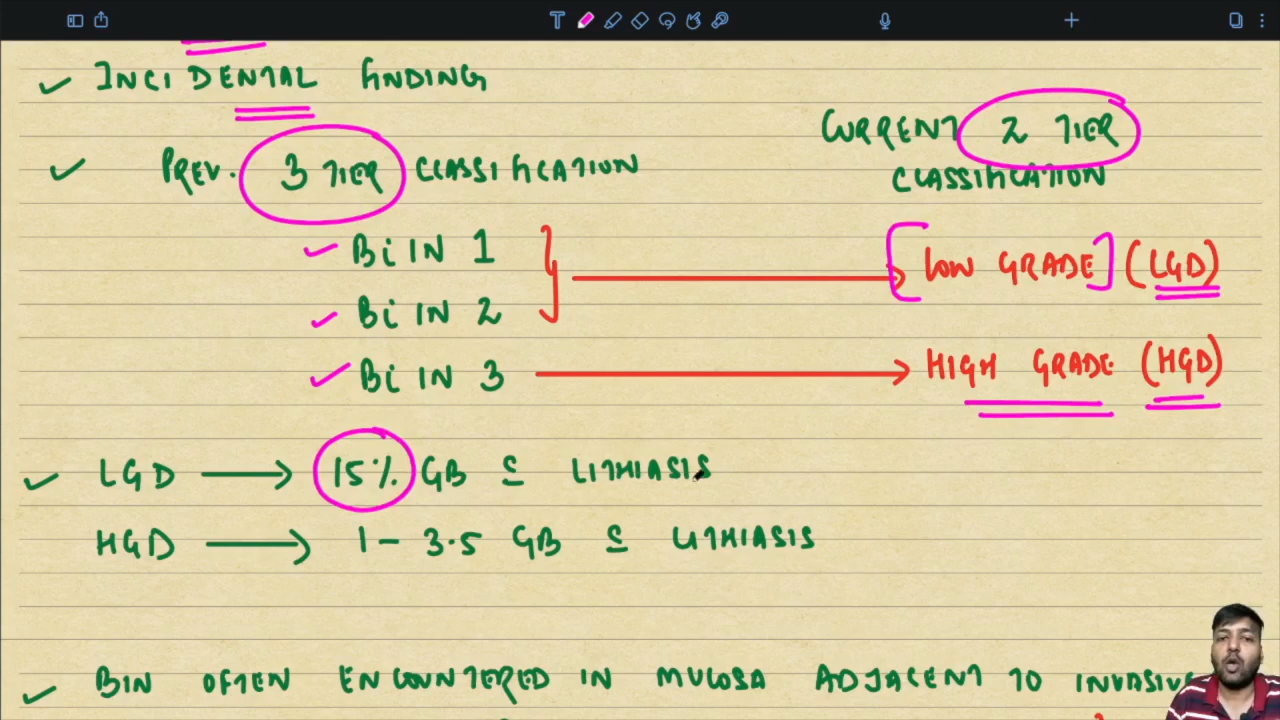 INCIDENTAL FINDING
CURRENT 2 TIER
CLASSIFICATION
PREV. 3 TIER CLASSIFICATION
BiIN 1
LOW GRADE (LGD)
BiIN 2
BiIN 3
HIGH GRADE (HGD)
LGD → 15% GB c LITHIASIS
HGD → 1-3.5 GB c LITHIASIS
BIN OFTEN ENCOUNTERED IN MUCOSA ADJACENT TO INVASIVE